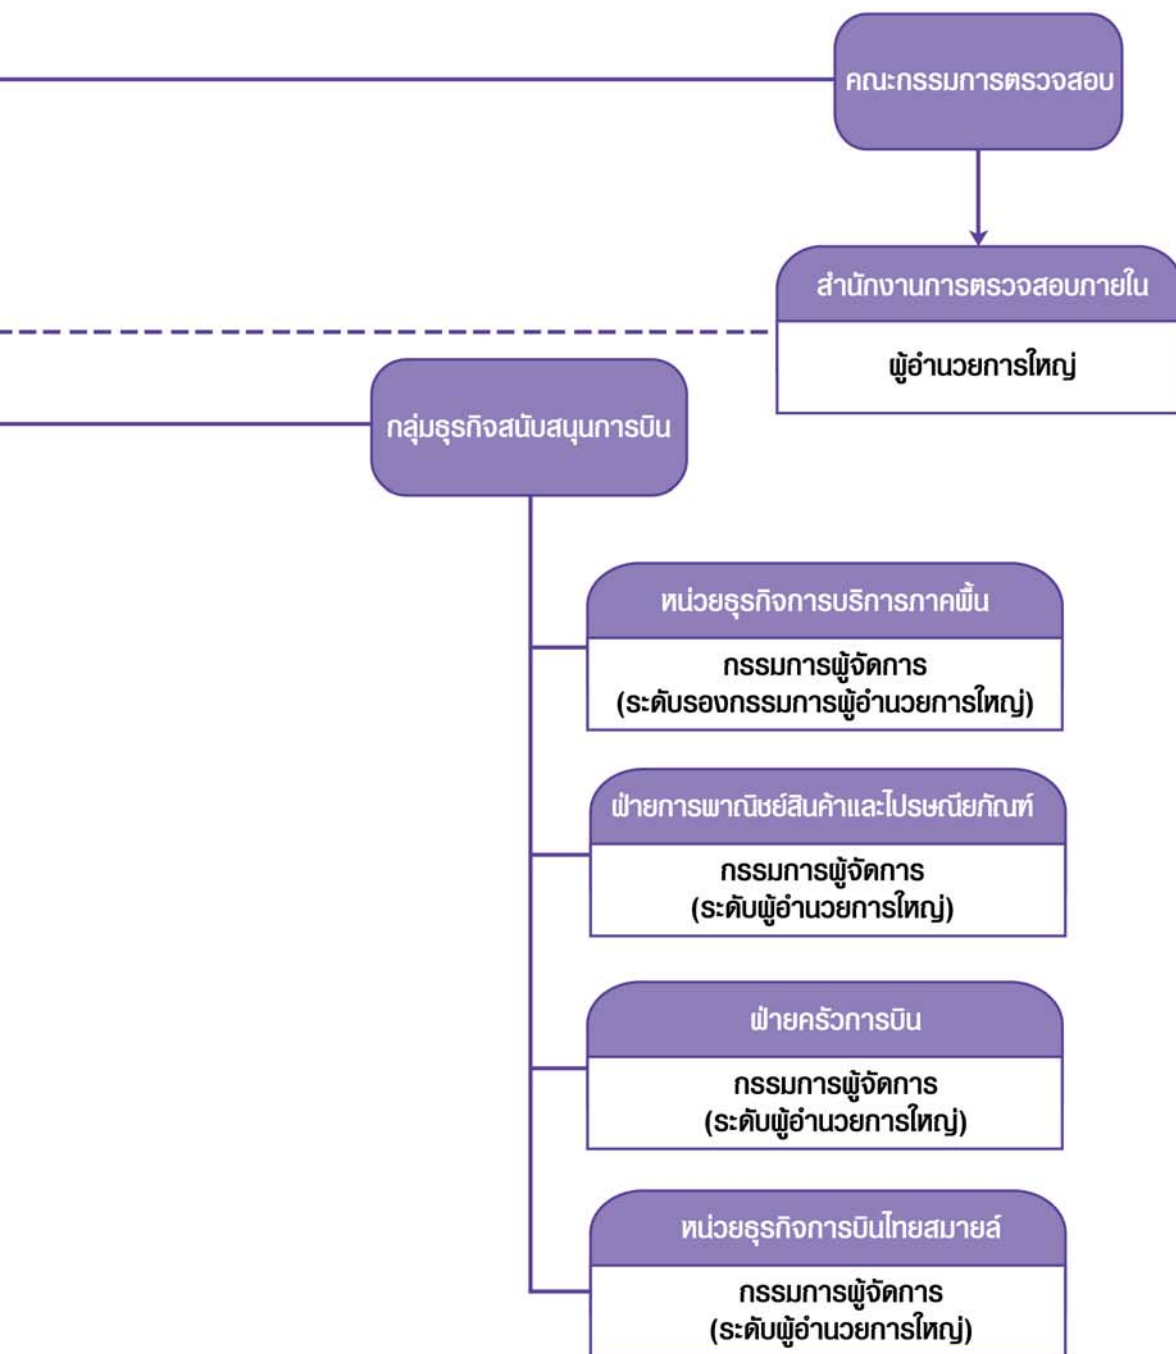 คณะกรรมการตรวจสอบ
สำนักงานการตรวจสอบภายใน
ผู้อำนวยการใหญ่
กลุ่มธุรกิจสนับสนุนการบิน
หน่วยธุรกิจการบริการภาคพื้น
กรรมการผู้จัดการ
(ระดับรองกรรมการผู้อำนวยการใหญ่)
ฝ่ายการพาณิชย์สินค้าและไปรษณียภัณฑ์
กรรมการผู้จัดการ
(ระดับผู้อำนวยการใหญ่)
ฝ่ายครัวการบิน
กรรมการผู้จัดการ
(ระดับผู้อำนวยการใหญ่)
หน่วยธุรกิจการบินไทยสมายล์
กรรมการผู้จัดการ
(ระดับผู้อำนวยการใหญ่)